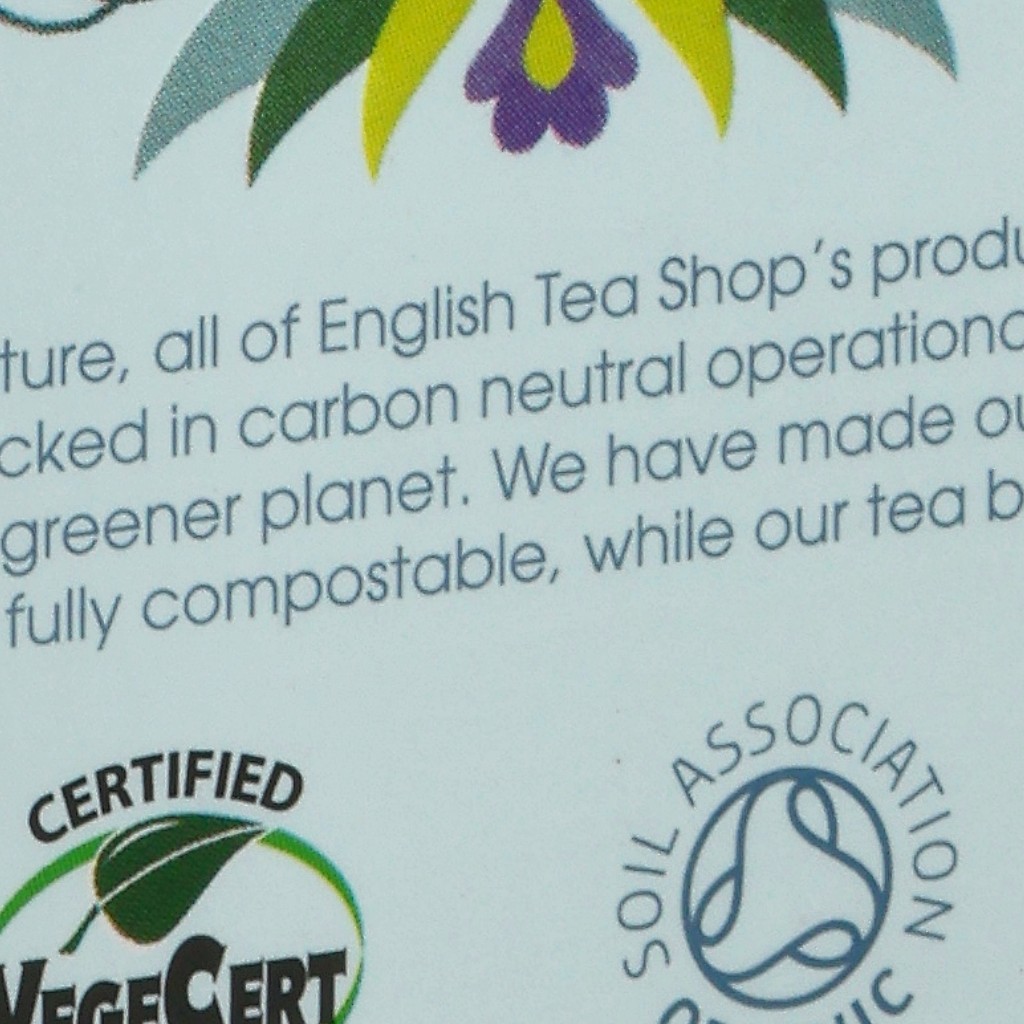 ture, all of English Tea Shop's produ
cked in carbon neutral operationa
greener planet. We have made ou
fully compostable, while our tea b
CERTIFIED
VEGECERT
SOIL ASSOCIATION